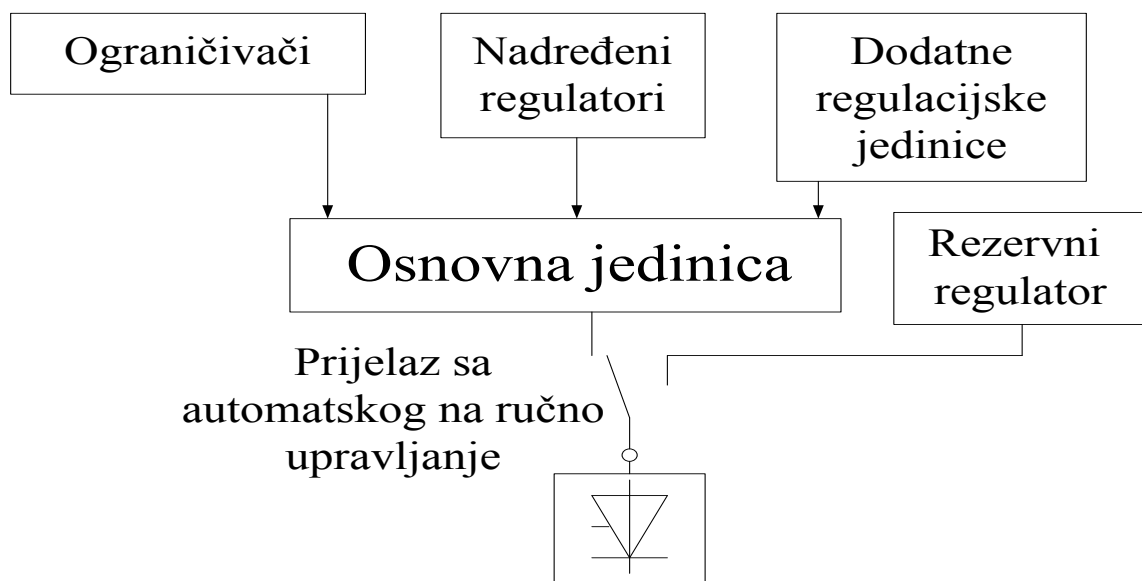 Ograničivači
Nadređeni
regulatori
Dodatne
regulacijske
jedinice
Osnovna jedinica
Rezervni
regulator
Prijelaz sa
automatskog na ručno
upravljanje